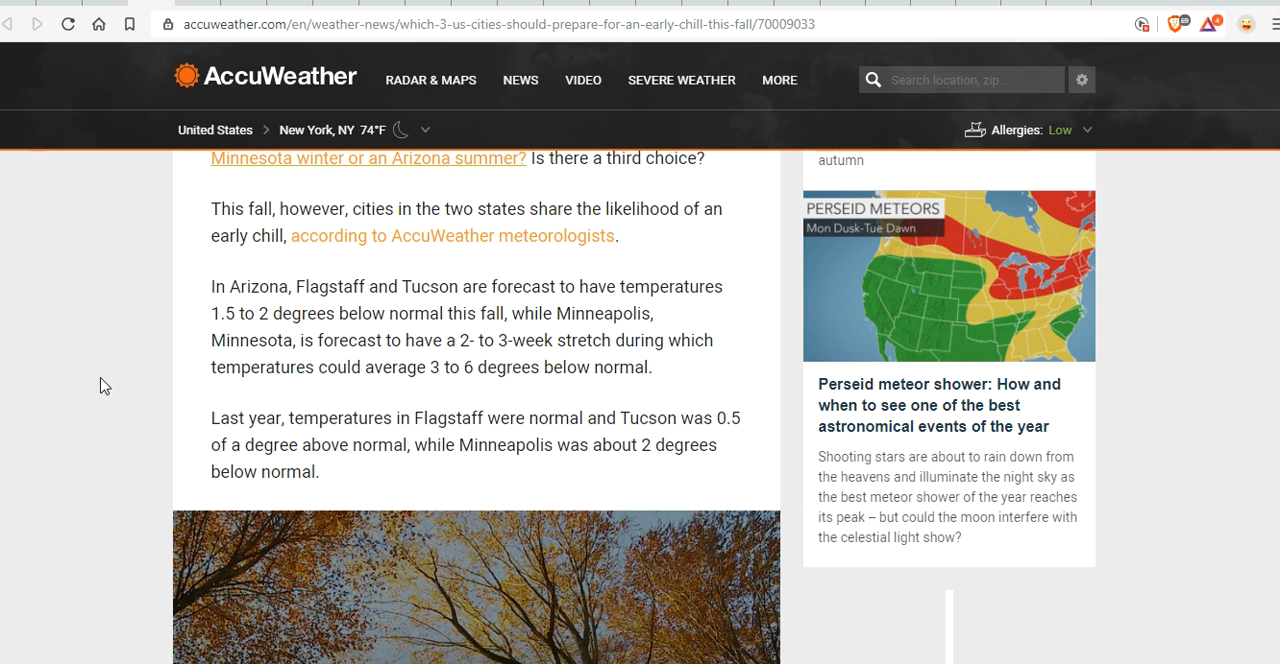 accuweather.com/en/weather-news/which-3-us-cities-should-prepare-for-an-early-chill-this-fall/70009033
69
4
AccuWeather
RADAR & MAPS
NEWS
VIDEO
SEVERE WEATHER
MORE
Search location, zip...
United States > New York, NY 74°F
Allergies: Low
Minnesota winter or an Arizona summer? Is there a third choice?
This fall, however, cities in the two states share the likelihood of an
early chill, according to AccuWeather meteorologists.
In Arizona, Flagstaff and Tucson are forecast to have temperatures
1.5 to 2 degrees below normal this fall, while Minneapolis,
Minnesota, is forecast to have a 2- to 3-week stretch during which
temperatures could average 3 to 6 degrees below normal.
Last year, temperatures in Flagstaff were normal and Tucson was 0.5
of a degree above normal, while Minneapolis was about 2 degrees
below normal.
autumn
PERSEID METEORS
Mon Dusk-Tue Dawn
Perseid meteor shower: How and
when to see one of the best
astronomical events of the year
Shooting stars are about to rain down from
the heavens and illuminate the night sky as
the best meteor shower of the year reaches
its peak -- but could the moon interfere with
the celestial light show?